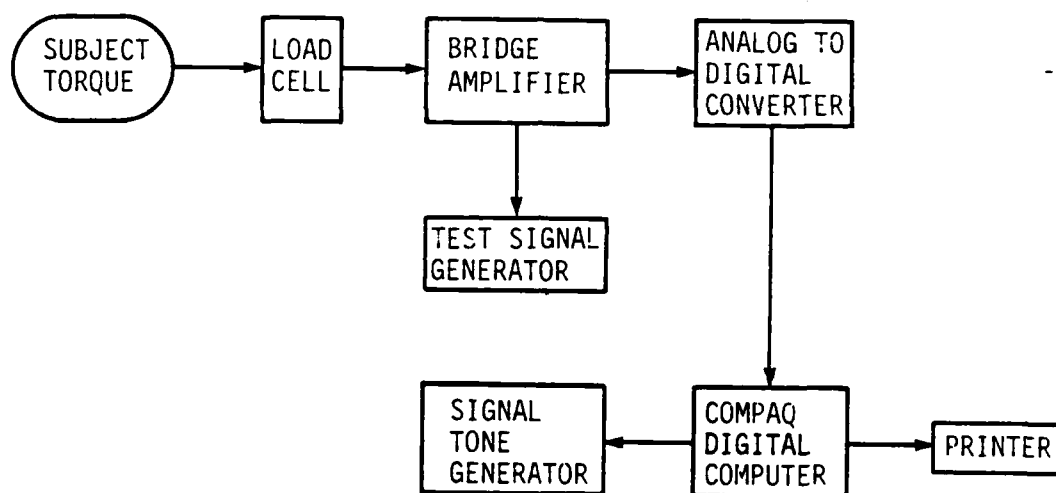 SUBJECT
TORQUE
LOAD
CELL
BRIDGE
AMPLIFIER
ANALOG TO
DIGITAL
CONVERTER
TEST SIGNAL
GENERATOR
SIGNAL
TONE
GENERATOR
COMPAQ
DIGITAL
COMPUTER
PRINTER